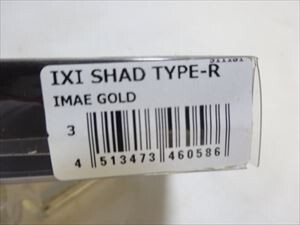 IXI SHAD TYPE-R
IMAE GOLD
3
4 513473 460586